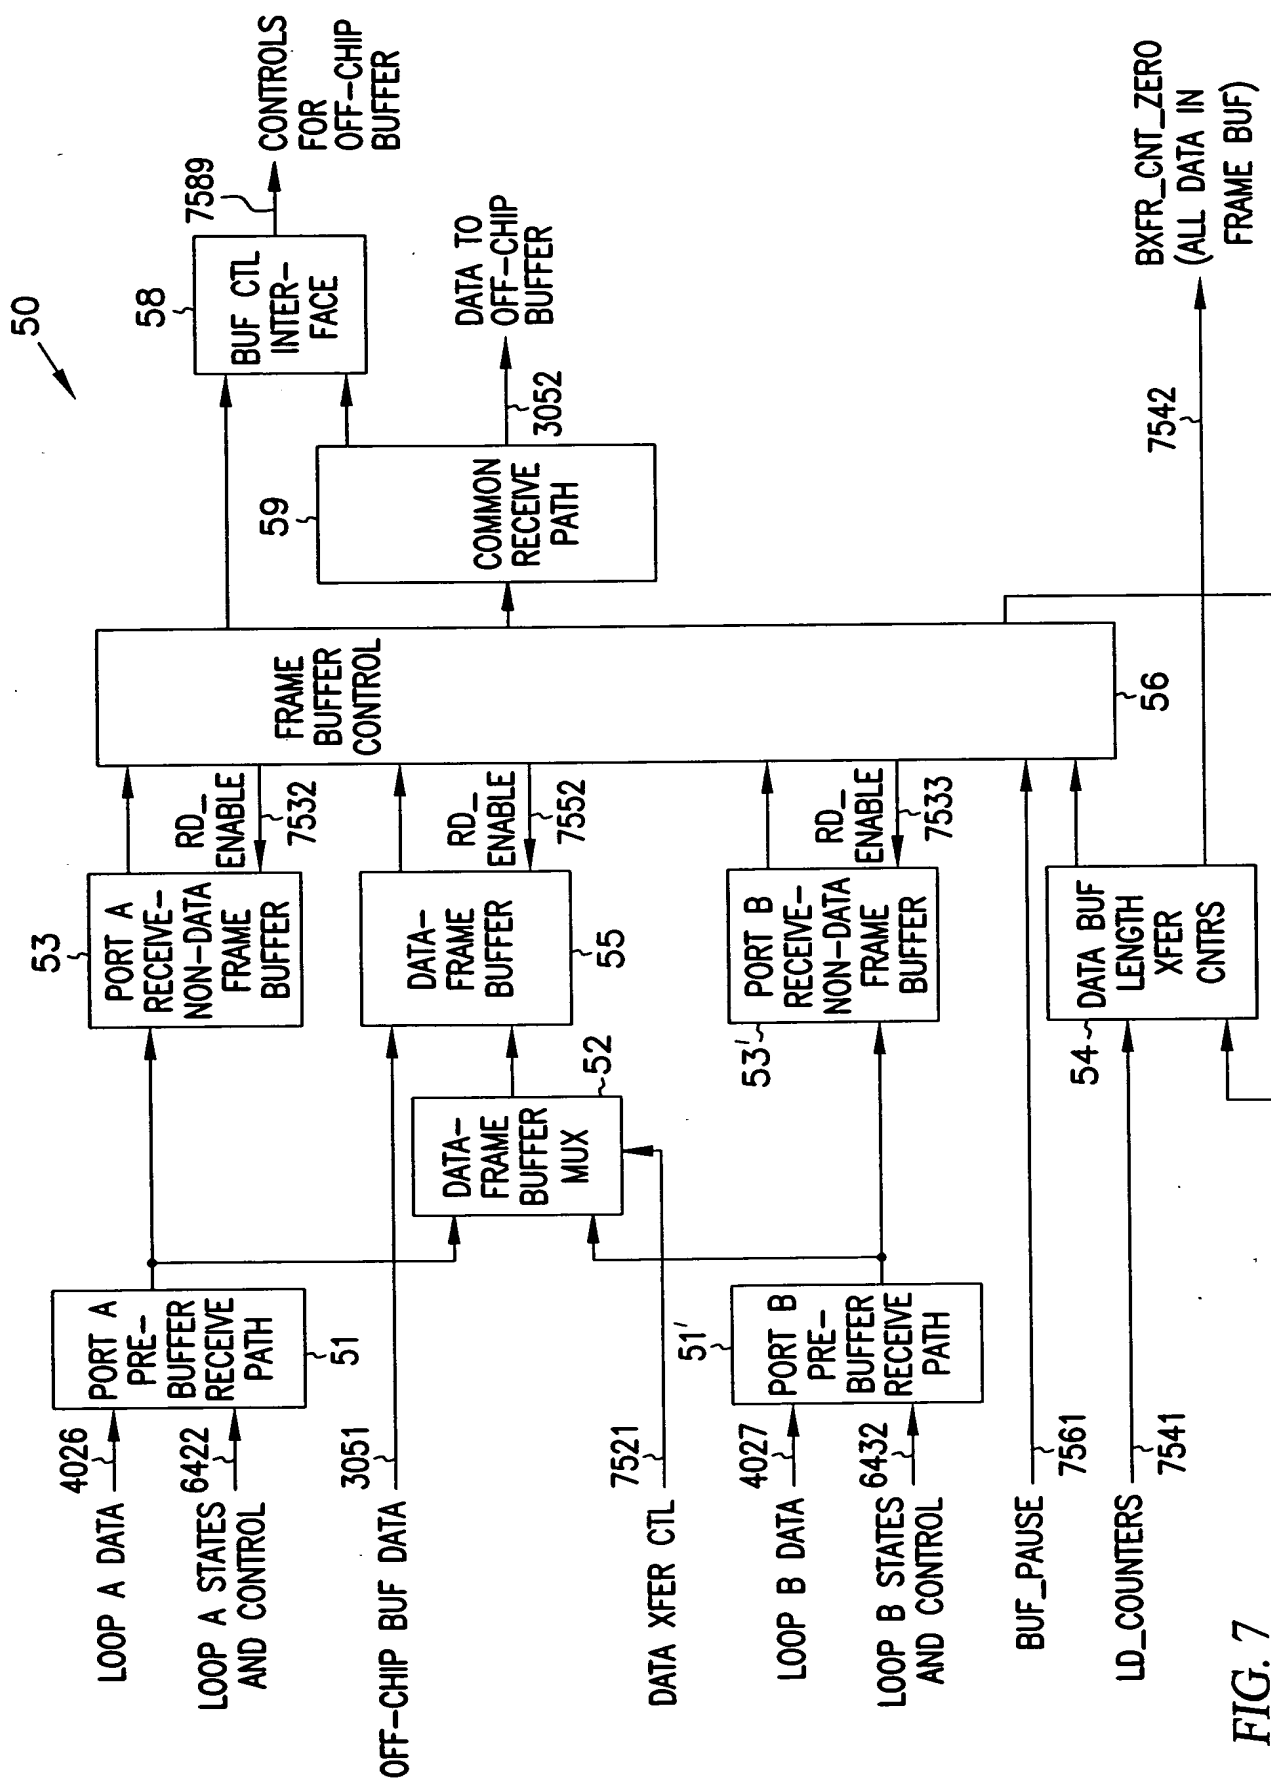 50
LOOP A DATA
4026
LOOP A STATES
AND CONTROL
6422
PORT A
PRE-
BUFFER
RECEIVE
PATH
51
53
PORT A
RECEIVE-
NON-DATA
FRAME
BUFFER
RD_
ENABLE
7532
OFF-CHIP BUF DATA
3051
DATA-
FRAME
BUFFER
MUX
52
DATA-
FRAME
BUFFER
55
RD_
ENABLE
7552
DATA XFER CTL
7521
LOOP B DATA
4027
LOOP B STATES
AND CONTROL
6432
51'
PORT B
PRE-
BUFFER
RECEIVE
PATH
53'
PORT B
RECEIVE-
NON-DATA
FRAME
BUFFER
RD_
ENABLE
7533
BUF_PAUSE
7561
LD_COUNTERS
7541
54
DATA BUF
LENGTH
XFER
CNTRS
FRAME
BUFFER
CONTROL
56
59
COMMON
RECEIVE
PATH
58
BUF CTL
INTER-
FACE
7589
CONTROLS
FOR
OFF-CHIP
BUFFER
3052
DATA TO
OFF-CHIP
BUFFER
7542
BXFR_CNT_ZERO
(ALL DATA IN
FRAME BUF)
FIG. 7